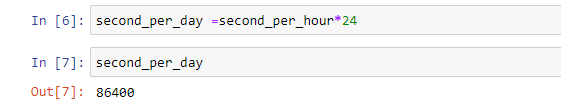 In [6]: second_per_day =second_per_hour*24
In [7]: second_per_day
Out[7]: 86400